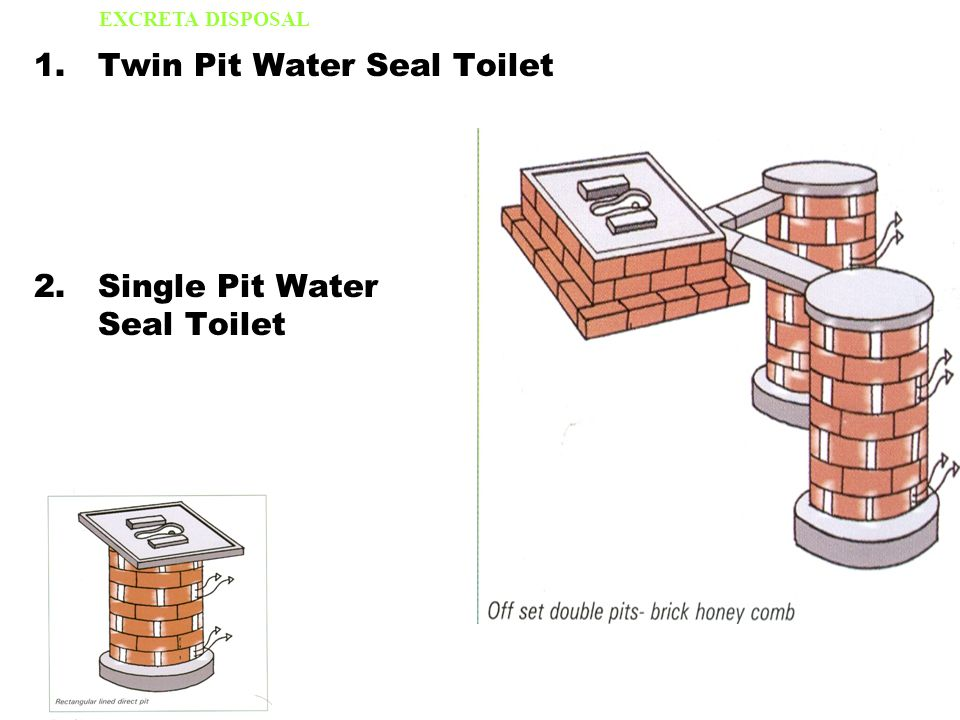 EXCRETA DISPOSAL
1. Twin Pit Water Seal Toilet
2. Single Pit Water
Seal Toilet
Off set double pits- brick honey comb
Rectangular lined direct pit